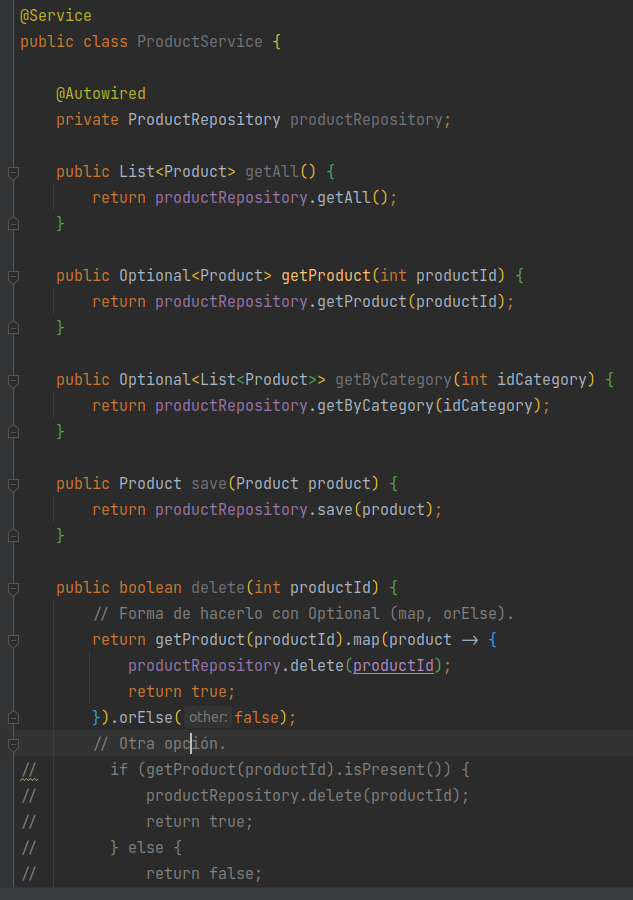 @Service
public class ProductService {
@Autowired
private ProductRepository productRepository;
public List<Product> getAll() {
return productRepository.getAll();
}
public Optional<Product> getProduct(int productId) {
return productRepository.getProduct(productId);
}
public Optional<List<Product>> getByCategory(int idCategory) {
return productRepository.getByCategory(idCategory);
}
public Product save(Product product) {
return productRepository.save(product);
}
public boolean delete(int productId) {
// Forma de hacerlo con Optional (map, orElse).
return getProduct(productId).map(product -> {
productRepository.delete(productId);
return true;
}).orElse( other: false);
// Otra opción.
// if (getProduct(productId).isPresent()) {
// productRepository.delete(productId);
// return true;
// } else {
// return false;